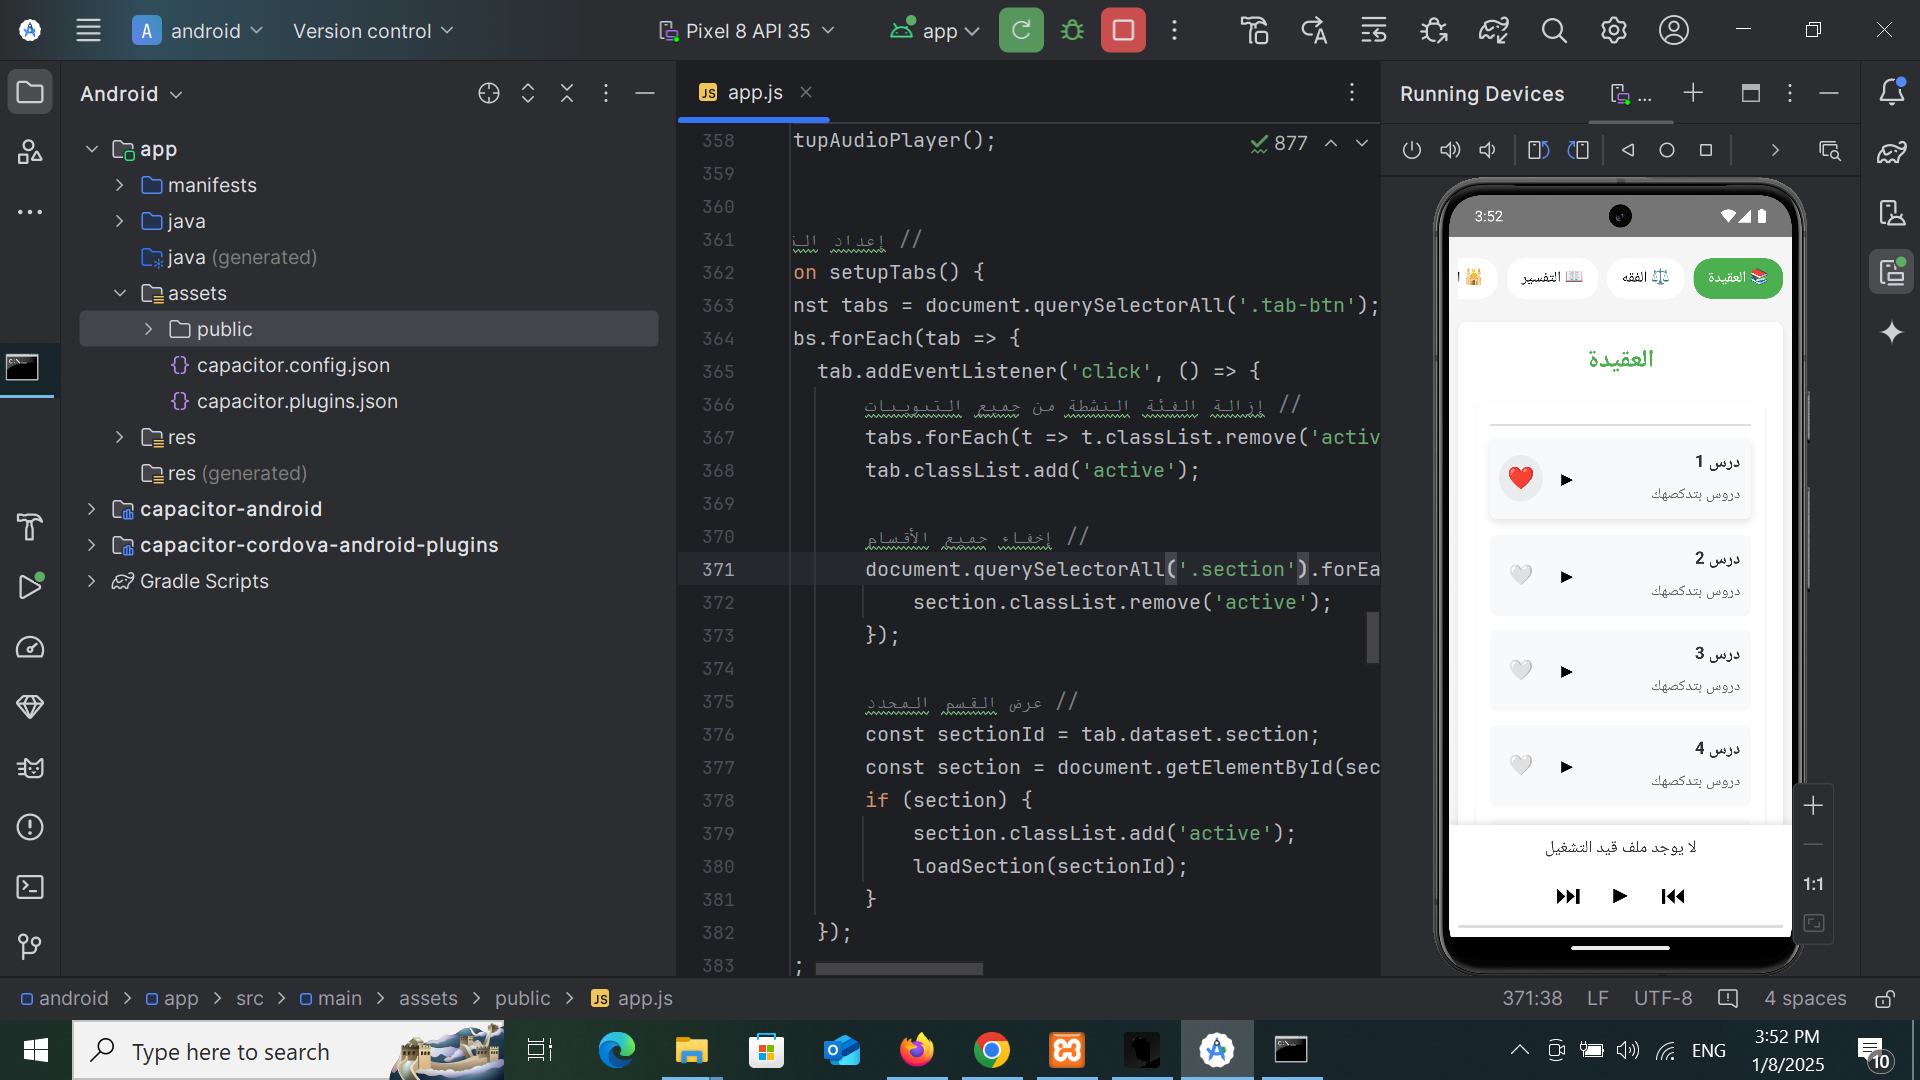 A android
Version control
Pixel 8 API 35
app
Android
app
manifests
java
java (generated)
assets
public
capacitor.config.json
capacitor.plugins.json
res
res (generated)
capacitor-android
capacitor-cordova-android-plugins
Gradle Scripts
JS app.js
877
358 tupAudioPlayer();
359
360
361 // إعداد
362 on setupTabs() {
363 nst tabs = document.querySelectorAll('.tab-btn');
364 bs.forEach(tab => {
365 tab.addEventListener('click', () => {
366 // إزالة الفئة النشطة من جميع التبويبات
367 tabs.forEach(t => t.classList.remove('activ
368 tab.classList.add('active');
369
370 // إخفاء جميع الأقسام
371 document.querySelectorAll('.section').forEa
372 section.classList.remove('active');
373 });
374
375 // عرض القسم المحدد
376 const sectionId = tab.dataset.section;
377 const section = document.getElementById(sec
378 if (section) {
379 section.classList.add('active');
380 loadSection(sectionId);
381 }
382 });
383 ;
Running Devices
...
3:52
📚 العقيدة
⚖️ الفقه
📖 التفسير
🕌
العقيدة
درس 1
دروس بتدكصهك
درس 2
دروس بتدكصهك
درس 3
دروس بتدكصهك
درس 4
دروس بتدكصهك
لا يوجد ملف قيد التشغيل
1:1
android > app > src > main > assets > public > JS app.js
371:38
LF
UTF-8
4 spaces
Type here to search
ENG
3:52 PM
1/8/2025
10